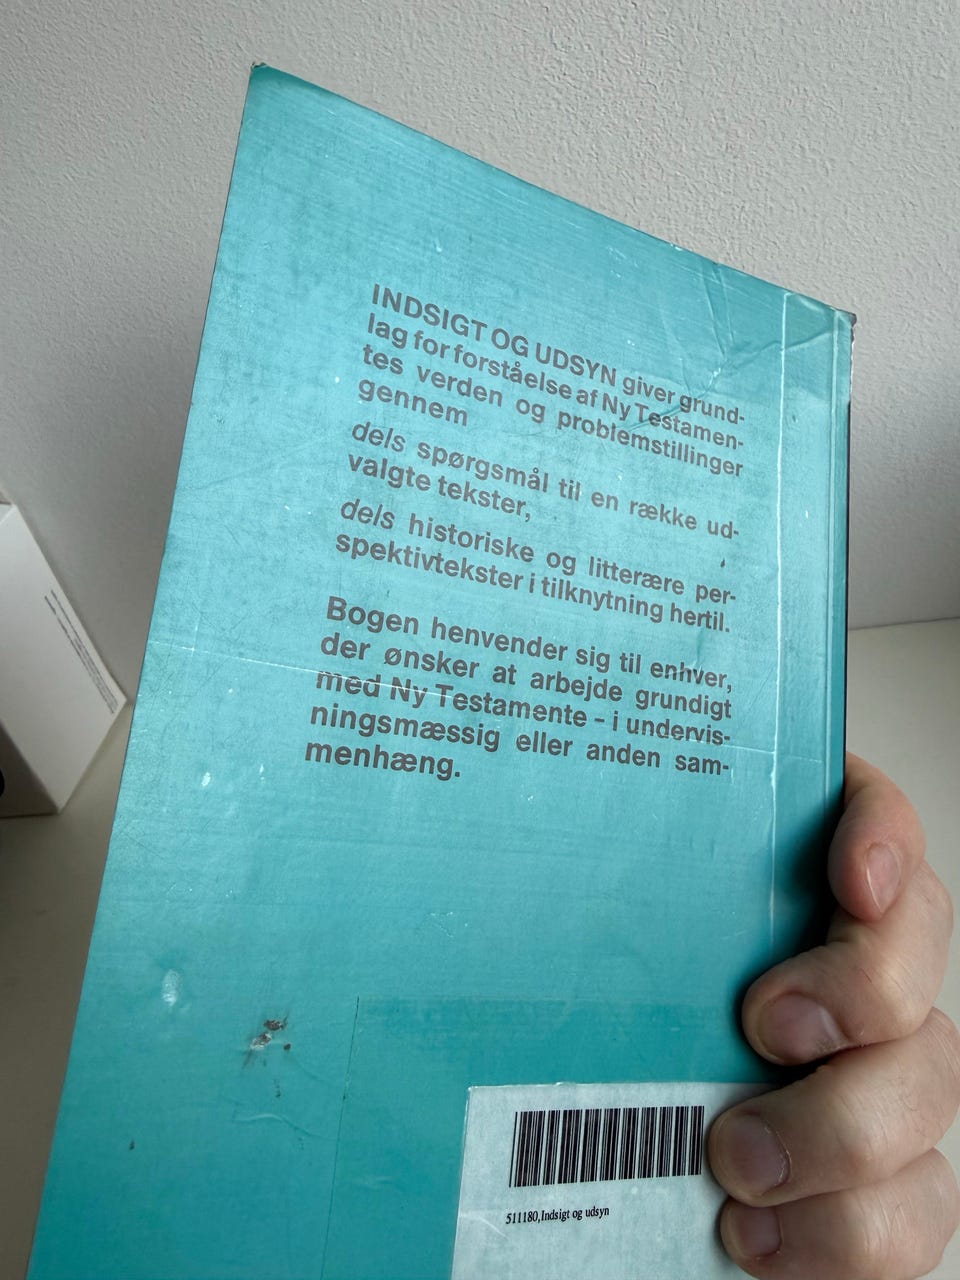 INDSIGT OG UDSYN giver grund-
lag for forståelse af Ny Testamen-
tes verden og problemstillinger
gennem
dels spørgsmål til en række ud-
valgte tekster,
dels historiske og litterære per-
spektivtekster i tilknytning hertil.
Bogen henvender sig til enhver,
der ønsker at arbejde grundigt
med Ny Testamente – i undervis-
ningsmæssig eller anden sam-
menhæng.
511180,Indsigt og udsyn